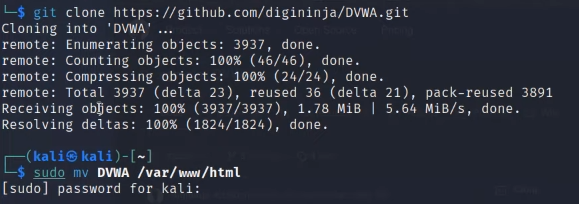 └─$ git clone https://github.com/digininja/DVWA.git
Cloning into 'DVWA'...
remote: Enumerating objects: 3937, done.
remote: Counting objects: 100% (46/46), done.
remote: Compressing objects: 100% (24/24), done.
remote: Total 3937 (delta 23), reused 36 (delta 21), pack-reused 3891
Receiving objects: 100% (3937/3937), 1.78 MiB | 5.64 MiB/s, done.
Resolving deltas: 100% (1824/1824), done.
┌──(kali㉿kali)-[~]
└─$ sudo mv DVWA /var/www/html
[sudo] password for kali: